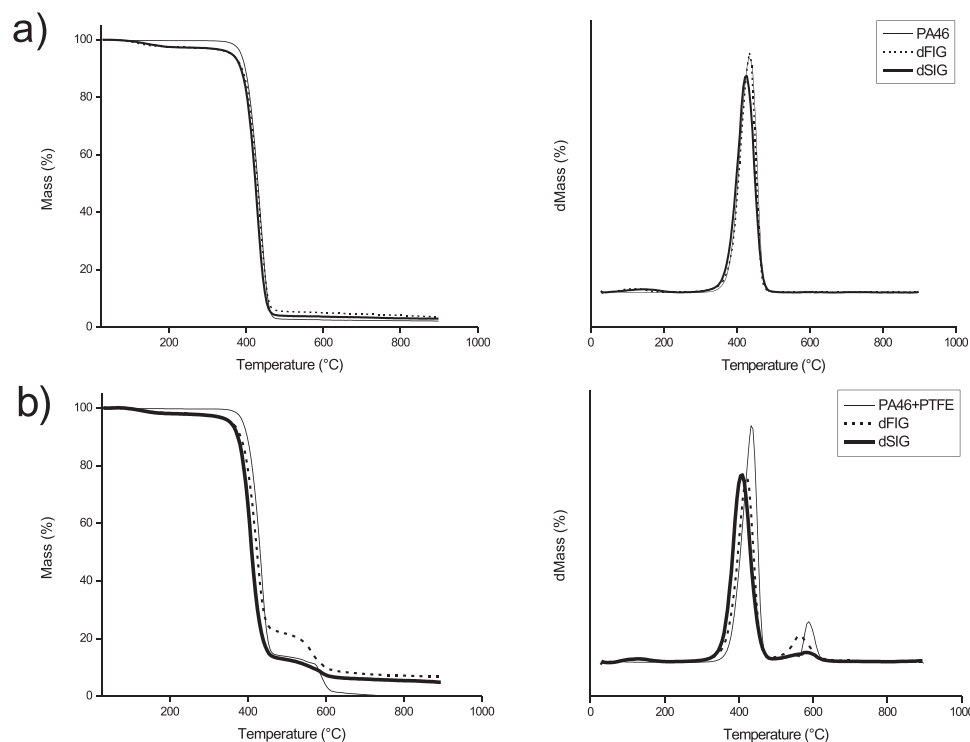 a)
100
80
60
40
20
0
Mass (%)
200 400 600 800 1000
Temperature (°C)
PA46
dFIG
dSIG
dMass (%)
0 200 400 600 800 1000
Temperature (°C)
b)
100
80
60
40
20
0
Mass (%)
200 400 600 800 1000
Temperature (°C)
PA46+PTFE
dFIG
dSIG
dMass (%)
0 200 400 600 800 1000
Temperature (°C)